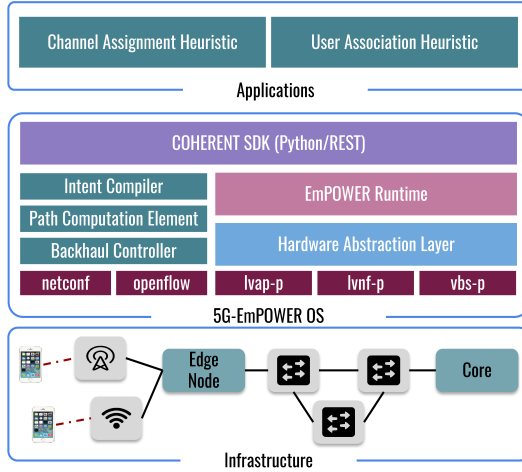 Channel Assignment Heuristic
User Association Heuristic
Applications
COHERENT SDK (Python/REST)
Intent Compiler
Path Computation Element
Backhaul Controller
EmPOWER Runtime
Hardware Abstraction Layer
netconf
openflow
lvap-p
lvnf-p
vbs-p
5G-EmPOWER OS
Edge
Node
Core
Infrastructure